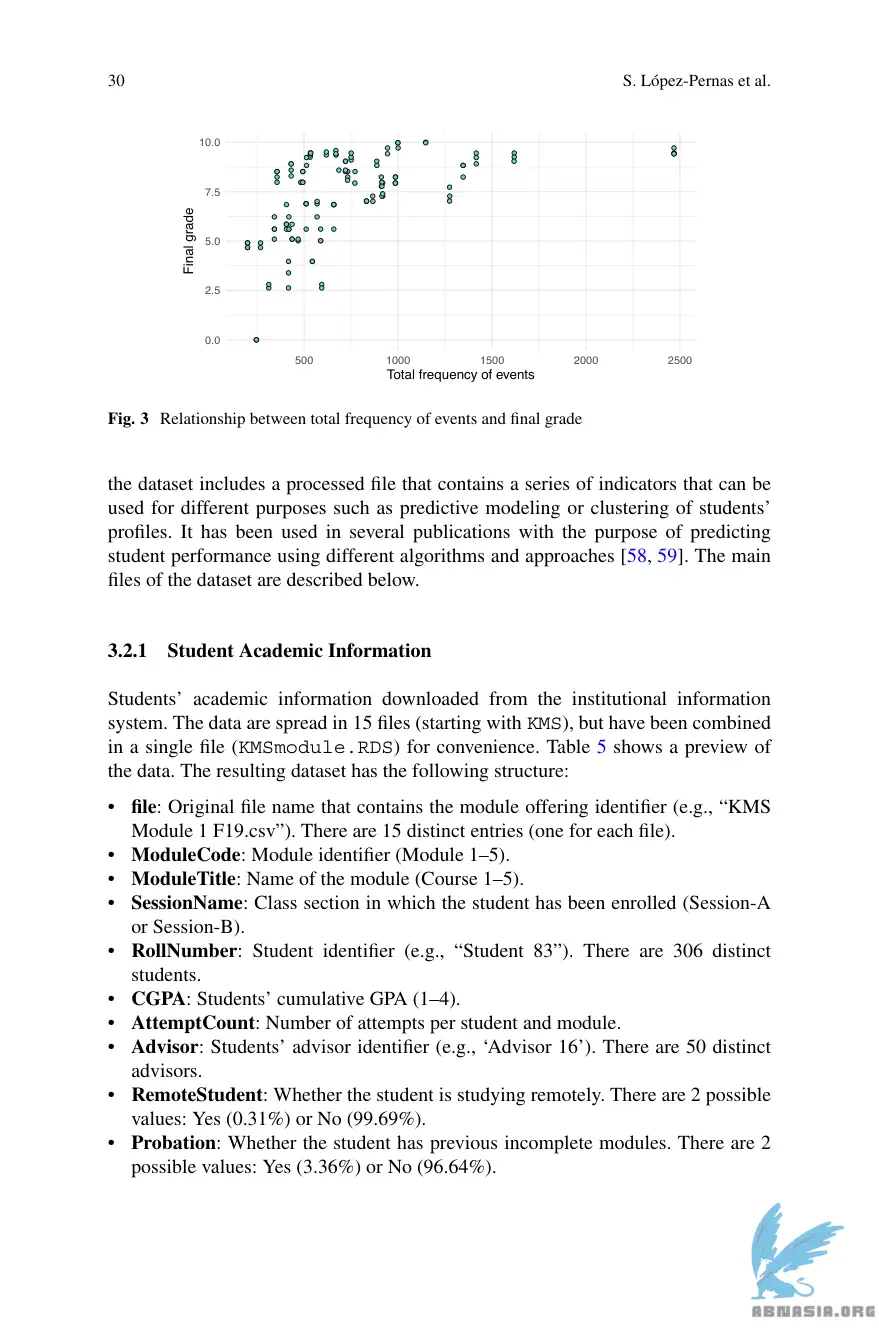 30
S. López-Pernas et al.
10.0
7.5
5.0
2.5
0.0
Final grade
500 1000 1500 2000 2500
Total frequency of events
Fig. 3 Relationship between total frequency of events and final grade
the dataset includes a processed file that contains a series of indicators that can be
used for different purposes such as predictive modeling or clustering of students’
profiles. It has been used in several publications with the purpose of predicting
student performance using different algorithms and approaches [58, 59]. The main
files of the dataset are described below.
3.2.1 Student Academic Information
Students’ academic information downloaded from the institutional information
system. The data are spread in 15 files (starting with KMS), but have been combined
in a single file (KMSmodule.RDS) for convenience. Table 5 shows a preview of
the data. The resulting dataset has the following structure:
• file: Original file name that contains the module offering identifier (e.g., “KMS
Module 1 F19.csv”). There are 15 distinct entries (one for each file).
• ModuleCode: Module identifier (Module 1–5).
• ModuleTitle: Name of the module (Course 1–5).
• SessionName: Class section in which the student has been enrolled (Session-A
or Session-B).
• RollNumber: Student identifier (e.g., “Student 83”). There are 306 distinct
students.
• CGPA: Students’ cumulative GPA (1–4).
• AttemptCount: Number of attempts per student and module.
• Advisor: Students’ advisor identifier (e.g., ‘Advisor 16’). There are 50 distinct
advisors.
• RemoteStudent: Whether the student is studying remotely. There are 2 possible
values: Yes (0.31%) or No (99.69%).
• Probation: Whether the student has previous incomplete modules. There are 2
possible values: Yes (3.36%) or No (96.64%).
ABNASIA.ORG